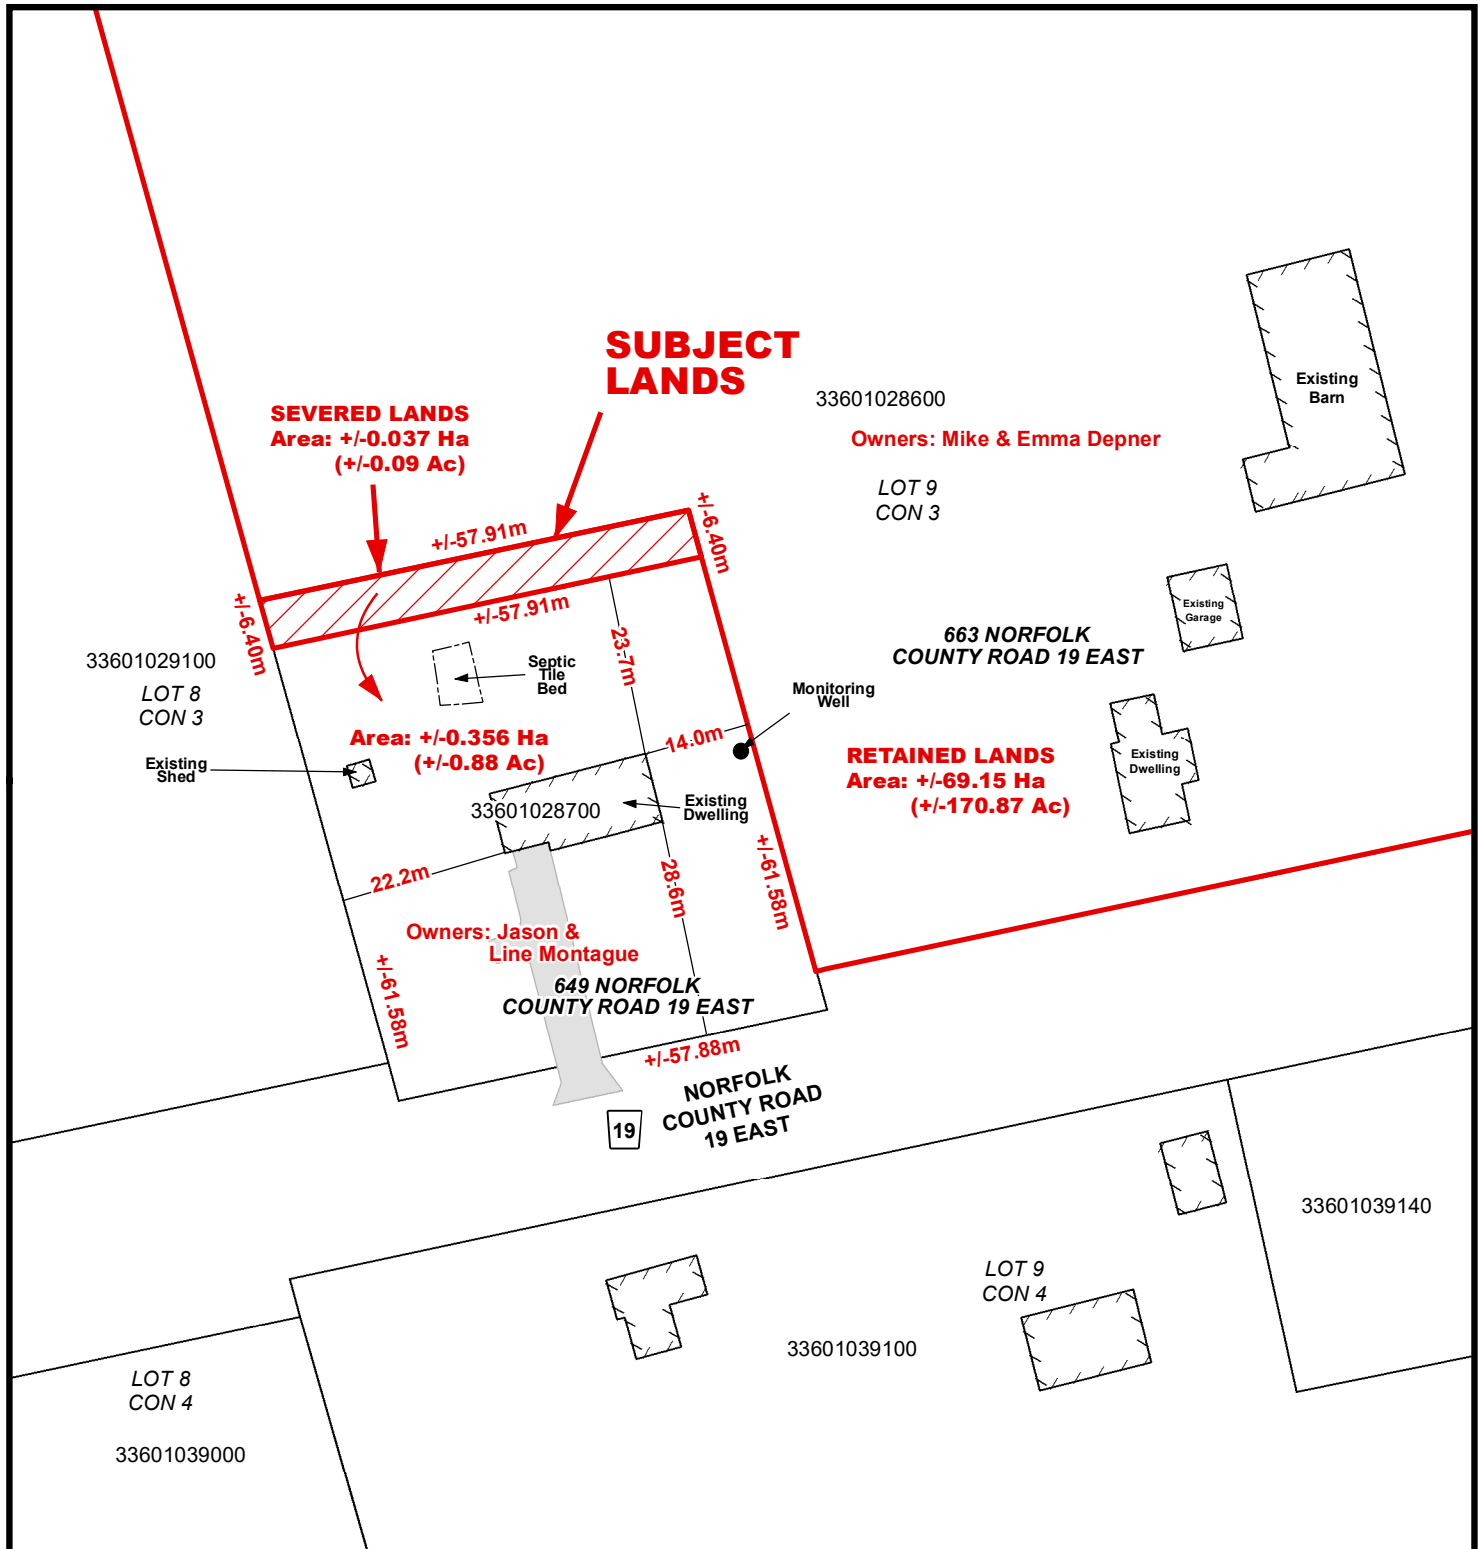 SUBJECT
LANDS
33601028600
Owners: Mike & Emma Depner
LOT 9
CON 3
Existing
Barn
SEVERED LANDS
Area: +/-0.037 Ha
(+/-0.09 Ac)
+/-57.91m
+/-6.40m
+/-57.91m
+/-6.40m
33601029100
LOT 8
CON 3
Septic
Tile
Bed
23.7m
Existing
Garage
663 NORFOLK
COUNTY ROAD 19 EAST
Monitoring
Well
14.0m
Area: +/-0.356 Ha
(+/-0.88 Ac)
Existing
Shed
RETAINED LANDS
Area: +/-69.15 Ha
(+/-170.87 Ac)
Existing
Dwelling
33601028700
Existing
Dwelling
22.2m
28.6m
+/-61.58m
Owners: Jason &
Line Montague
+/-61.58m
649 NORFOLK
COUNTY ROAD 19 EAST
+/-57.88m
NORFOLK
COUNTY ROAD
19 EAST
19
33601039140
LOT 9
CON 4
33601039100
LOT 8
CON 4
33601039000